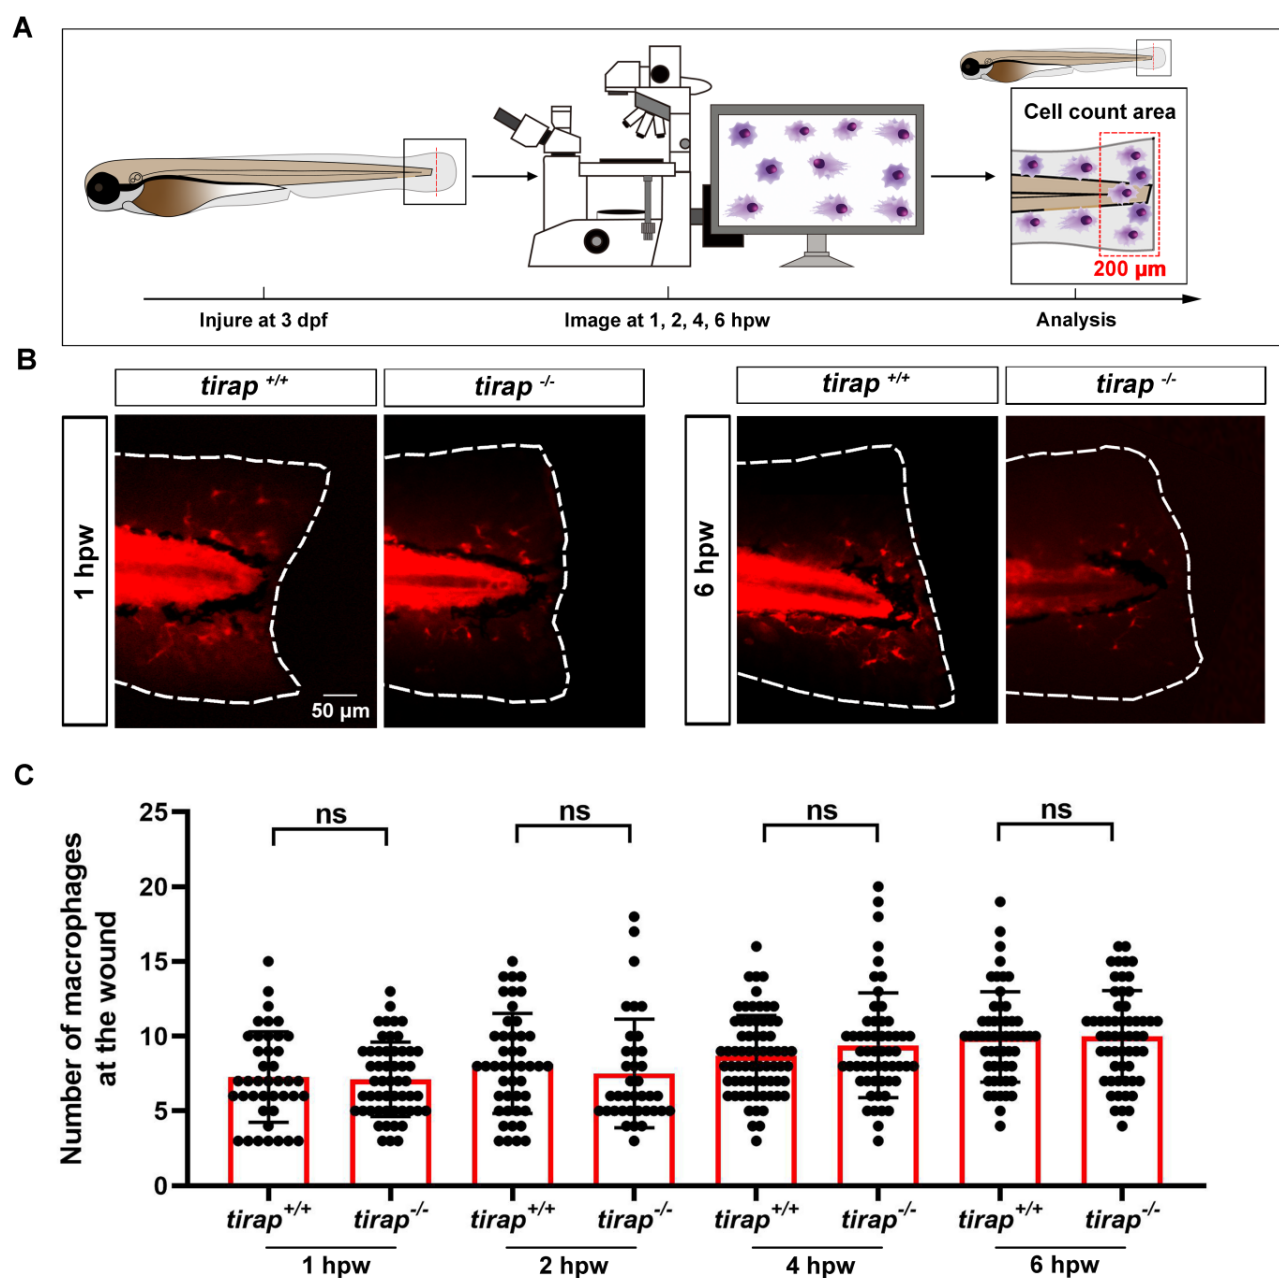 A
Cell count area
200 µm
Injure at 3 dpf
Image at 1, 2, 4, 6 hpw
Analysis
B
tirap +/+
tirap -/-
tirap +/+
tirap -/-
1 hpw
6 hpw
50 µm
C
Number of macrophages
at the wound
25
20
15
10
5
0
ns
ns
ns
ns
tirap+/+
tirap-/-
tirap+/+
tirap-/-
tirap+/+
tirap-/-
tirap+/+
tirap-/-
1 hpw
2 hpw
4 hpw
6 hpw